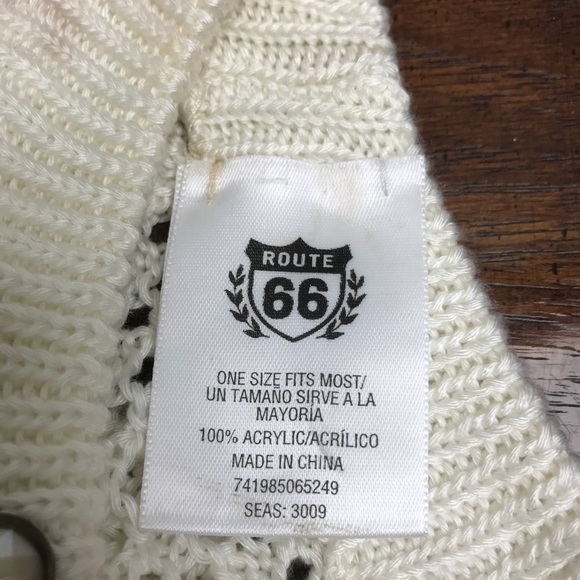 ROUTE
66
ONE SIZE FITS MOST/
UN TAMAÑO SIRVE A LA
MAYORÍA
100% ACRYLIC/ACRÍLICO
MADE IN CHINA
741985065249
SEAS: 3009